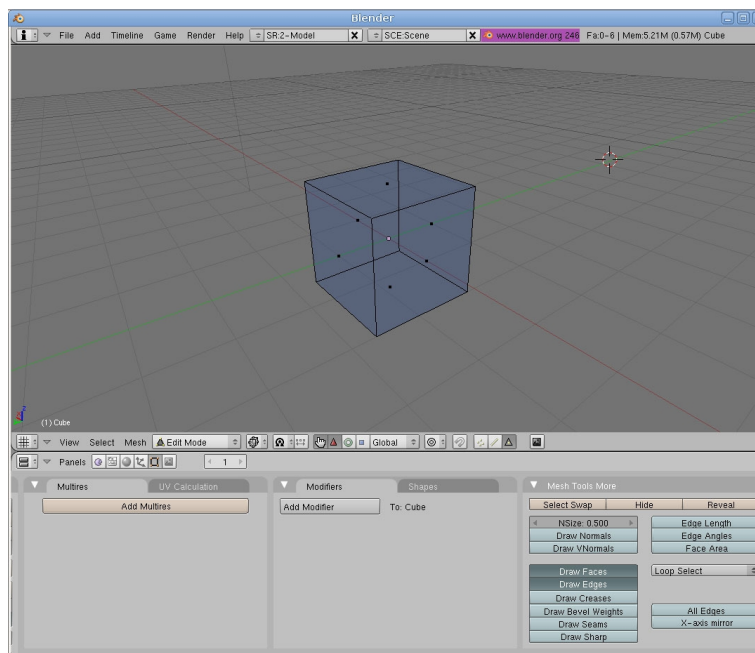 Blender
File Add Timeline Game Render Help SR:2-Model X SCE:Scene X www.blender.org 246 Fa:0-6 | Mem:5.21M (0.57M) Cube
z
(1) Cube
View Select Mesh Edit Mode Global
Panels 1
Multires UV Calculation Modifiers Shapes Mesh Tools More
Add Multires
Add Modifier To: Cube
Select Swap Hide Reveal
NSize: 0.500 Edge Length
Draw Normals Edge Angles
Draw VNormals Face Area
Draw Faces Loop Select
Draw Edges
Draw Creases
Draw Bevel Weights All Edges
Draw Seams X-axis mirror
Draw Sharp